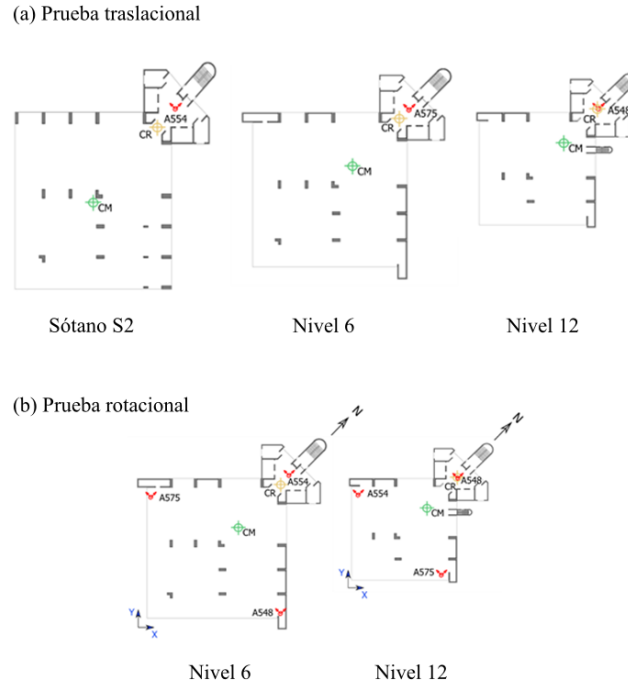 (a) Prueba traslacional
A554
CR
CM
A575
CR
CM
A548
CR
CM
Sótano S2 Nivel 6 Nivel 12
(b) Prueba rotacional
N
A554
A575
CR
CM
A548
Y
X
N
A548
A554
CR
CM
A575
Y
X
Nivel 6 Nivel 12